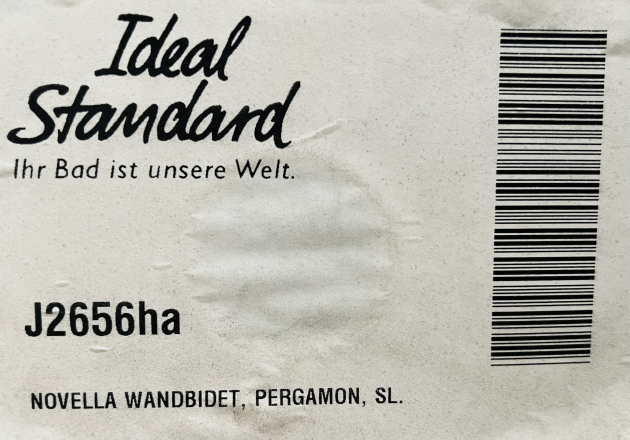 Ideal
Standard
Ihr Bad ist unsere Welt.
J2656ha
NOVELLA WANDBIDET, PERGAMON, SL.